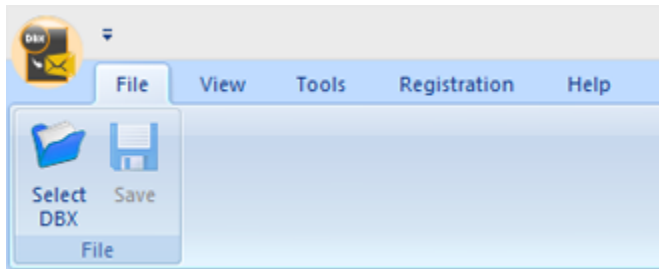 DBX
File View Tools Registration Help
Select Save
DBX
File